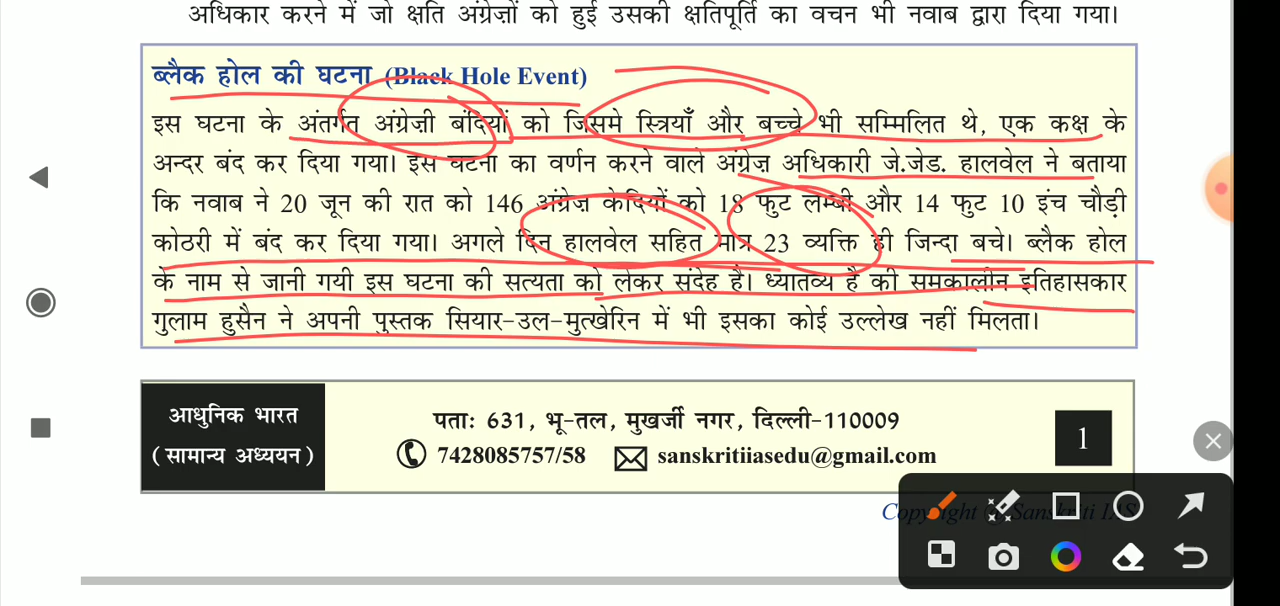 अधिकार करने में जो क्षति अंग्रेज़ों को हुई उसकी क्षतिपूर्ति का वचन भी नवाब द्वारा दिया गया।
ब्लैक होल की घटना (Black Hole Event)
इस घटना के अंतर्गत अंग्रेजी बंदियों को जिसमे स्त्रियाँ और बच्चे भी सम्मिलित थे, एक कक्ष के
अन्दर बंद कर दिया गया। इस घटना का वर्णन करने वाले अंग्रेज़ अधिकारी जे.जेड. हालवेल ने बताया
कि नवाब ने 20 जून की रात को 146 अंग्रेज कैदियों को 18 फुट लम्बी और 14 फुट 10 इंच चौड़ी
कोठरी में बंद कर दिया गया। अगले दिन हालवेल सहित मात्र 23 व्यक्ति ही जिन्दा बचे। ब्लैक होल
के नाम से जानी गयी इस घटना की सत्यता को लेकर संदेह है। ध्यातव्य है की समकालीन इतिहासकार
गुलाम हुसैन ने अपनी पुस्तक सियार-उल-मुत्खेरिन में भी इसका कोई उल्लेख नहीं मिलता।
आधुनिक भारत
(सामान्य अध्ययन)
पताः 631, भू-तल, मुखर्जी नगर, दिल्ली-110009
7428085757/58 sanskritiiasedu@gmail.com
1
Copyright @ Sanskriti IAS